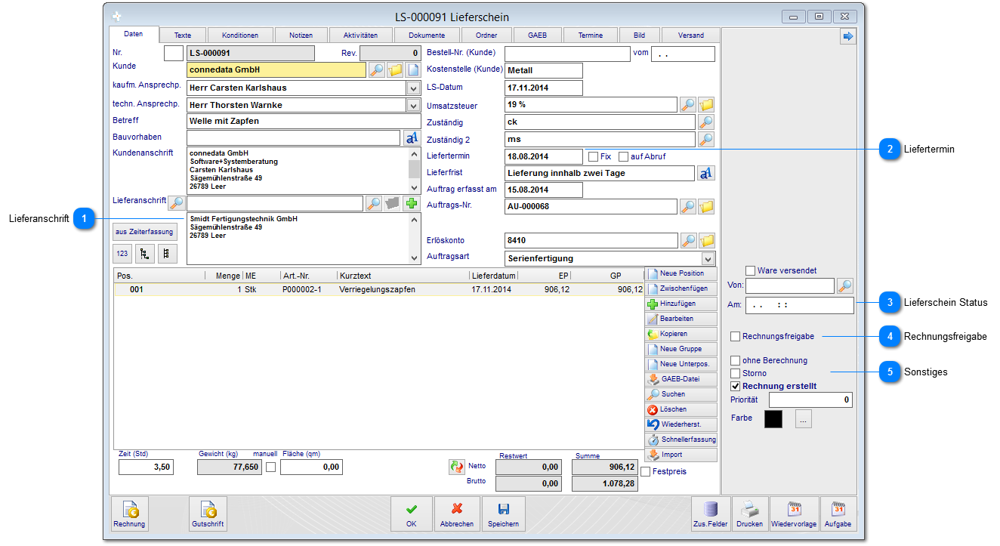 LS-000091 Lieferschein
Daten Texte Konditionen Notizen Aktivitäten Dokumente Ordner GAEB Termine Bild Versand
Nr. LS-000091 Rev. 0
Kunde connedata GmbH
kaufm. Ansprechp. Herr Carsten Karlshaus
techn. Ansprechp. Herr Thorsten Warnke
Betreff Welle mit Zapfen
Bauvorhaben aA
Kundenanschrift connedata GmbH
Software+Systemberatung
Carsten Karlshaus
Sägemühlenstraße 49
26789 Leer
Lieferanschrift
Smidt Fertigungstechnik GmbH
Sägemühlenstraße 49
26789 Leer
aus Zeiterfassung
123
Bestell-Nr. (Kunde) vom . .
Kostenstelle (Kunde) Metall
LS-Datum 17.11.2014
Umsatzsteuer 19 %
Zuständig ck
Zuständig 2 ms
Liefertermin 18.08.2014 Fix auf Abruf
Lieferfrist Lieferung innhalb zwei Tage aA
Auftrag erfasst am 15.08.2014
Auftrags-Nr. AU-000068
Erlöskonto 8410
Auftragsart Serienfertigung
Pos. Menge ME Art.-Nr. Kurztext Lieferdatum EP GP
001 1 Stk P000002-1 Verriegelungszapfen 17.11.2014 906,12 906,12
Neue Position
Zwischenfügen
Hinzufügen
Bearbeiten
Kopieren
Neue Gruppe
Neue Unterpos.
GAEB-Datei
Suchen
Löschen
Wiederherst.
Schnellerfassung
Import
Zeit (Std) Gewicht (kg) manuell Fläche (qm) Restwert Summe
3,50 77,650 0,00 Netto 0,00 906,12 Festpreis
Brutto 0,00 1.078,28
Ware versendet
Von:
Am: . . : :
Rechnungsfreigabe
ohne Berechnung
Storno
Rechnung erstellt
Priorität 0
Farbe ...
Rechnung Gutschrift OK Abbrechen Speichern Zus.Felder Drucken 31 Wiedervorlage 31 Aufgabe
Lieferanschrift 1
2 Liefertermin
3 Lieferschein Status
4 Rechnungsfreigabe
5 Sonstiges